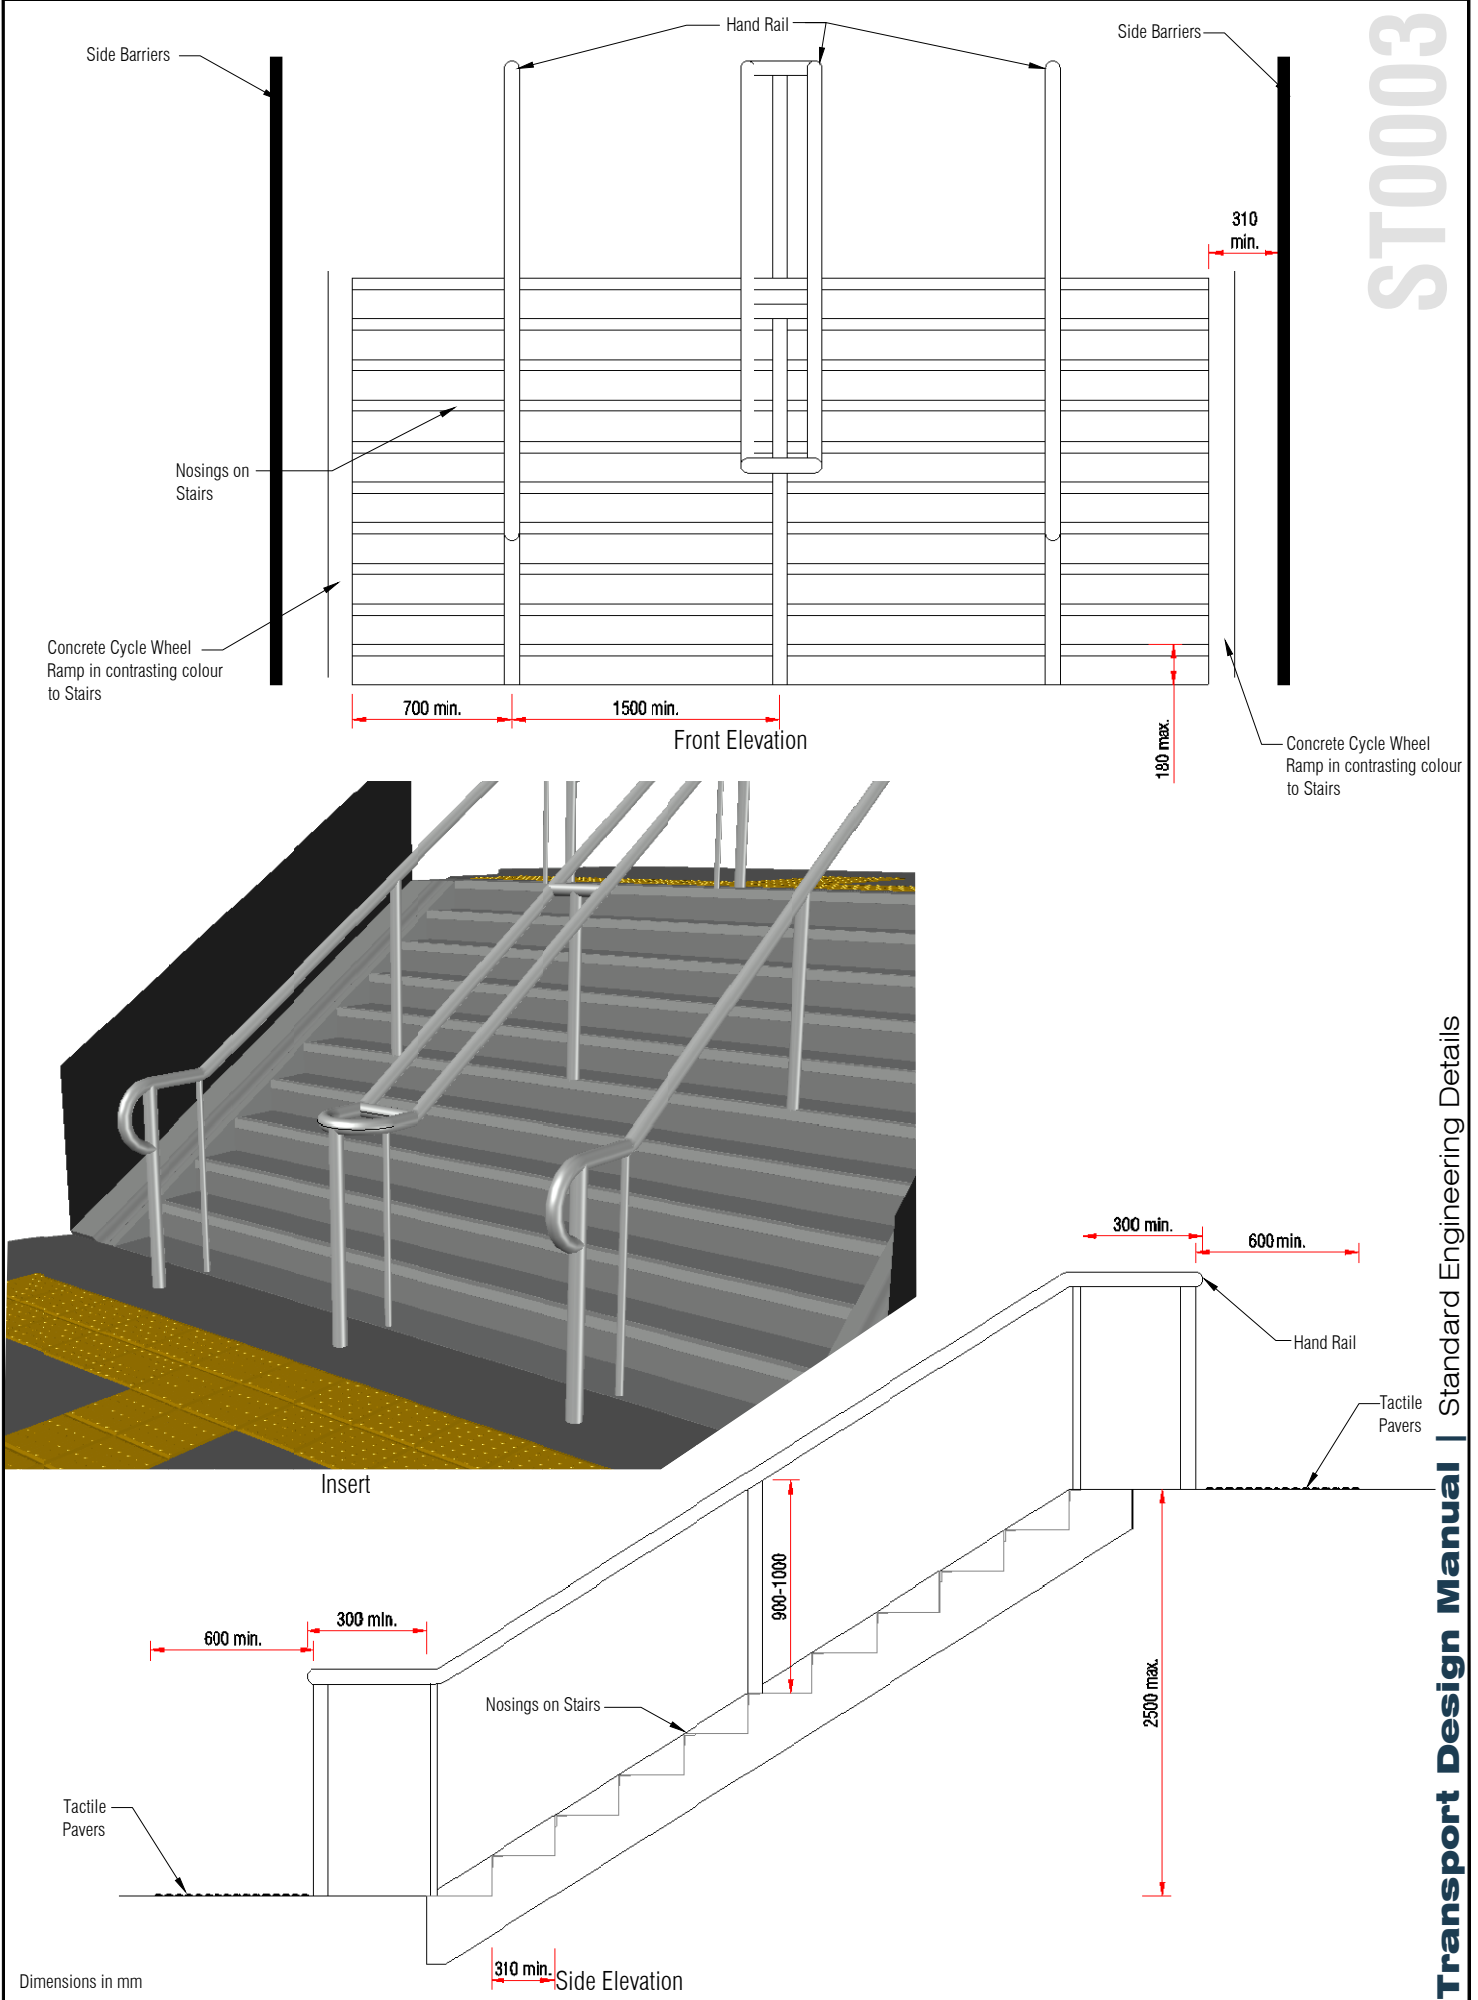 Hand Rail
Side Barriers
Side Barriers
ST0003
310
min.
Nosings on
Stairs
Concrete Cycle Wheel
Ramp in contrasting colour
to Stairs
700 min.
1500 min.
180 max.
Front Elevation
Concrete Cycle Wheel
Ramp in contrasting colour
to Stairs
Insert
300 min.
600 min.
Hand Rail
Tactile
Pavers
900-1000
600 min.
300 min.
2500 max.
Nosings on Stairs
Tactile
Pavers
310 min.
Side Elevation
Dimensions in mm
Transport Design Manual | Standard Engineering Details